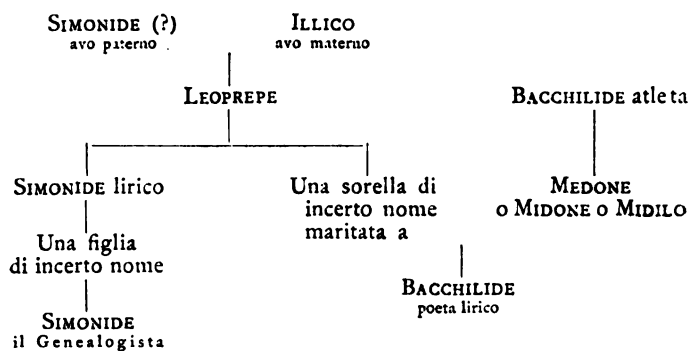 SIMONIDE (?) ILLICO
avo paterno avo materno
LEOPREPE BACCHILIDE atleta
SIMONIDE lirico Una sorella di MEDONE
incerto nome o MIDONE o MIDILO
maritata a
Una figlia
di incerto nome
BACCHILIDE
poeta lirico
SIMONIDE
il Genealogista